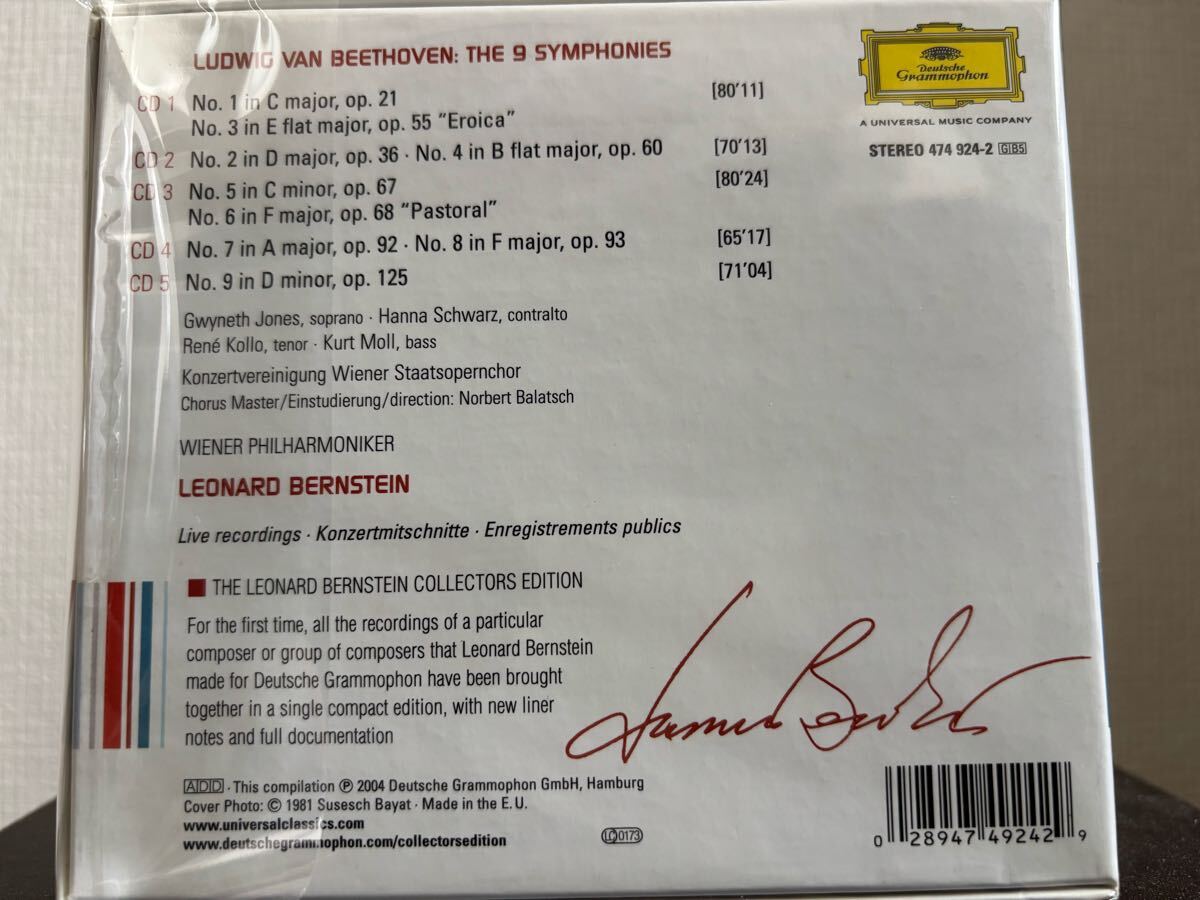 LUDWIG VAN BEETHOVEN: THE 9 SYMPHONIES
CD 1 No. 1 in C major, op. 21 [80'11]
No. 3 in E flat major, op. 55 “Eroica”
CD 2 No. 2 in D major, op. 36 · No. 4 in B flat major, op. 60 [70'13]
CD 3 No. 5 in C minor, op. 67 [80'24]
No. 6 in F major, op. 68 “Pastoral”
CD 4 No. 7 in A major, op. 92 · No. 8 in F major, op. 93 [65'17]
CD 5 No. 9 in D minor, op. 125 [71'04]
Deutsche
Grammophon
A UNIVERSAL MUSIC COMPANY
STEREO 474 924-2 GB5
Gwyneth Jones, soprano · Hanna Schwarz, contralto
René Kollo, tenor · Kurt Moll, bass
Konzertvereinigung Wiener Staatsopernchor
Chorus Master/Einstudierung/direction: Norbert Balatsch
WIENER PHILHARMONIKER
LEONARD BERNSTEIN
Live recordings · Konzertmitschnitte · Enregistrements publics
THE LEONARD BERNSTEIN COLLECTORS EDITION
For the first time, all the recordings of a particular
composer or group of composers that Leonard Bernstein
made for Deutsche Grammophon have been brought
together in a single compact edition, with new liner
notes and full documentation
ADD · This compilation ℗ 2004 Deutsche Grammophon GmbH, Hamburg
Cover Photo: © 1981 Susesch Bayat · Made in the E. U.
www.universalclassics.com
www.deutschegrammophon.com/collectorsedition
LC 0173
0 28947 49242 9